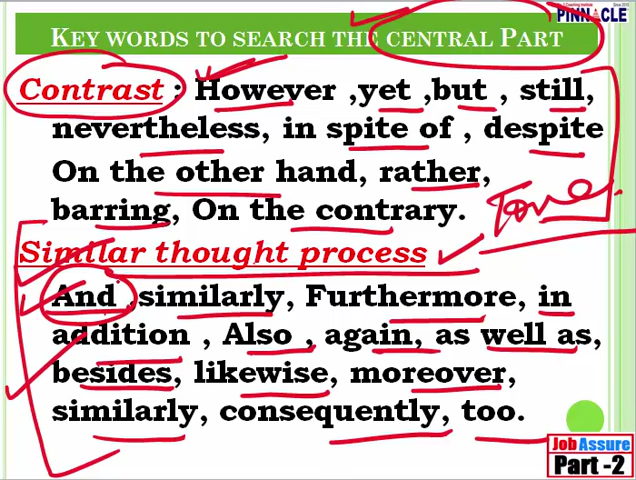 PINNACLE
KEY WORDS TO SEARCH THE CENTRAL PART
Contrast : However ,yet ,but , still,
nevertheless, in spite of , despite
On the other hand, rather,
barring, On the contrary.
Tone
Similar thought process
And ,similarly, Furthermore, in
addition , Also , again, as well as,
besides, likewise, moreover,
similarly, consequently, too.
JobAssure
Part -2